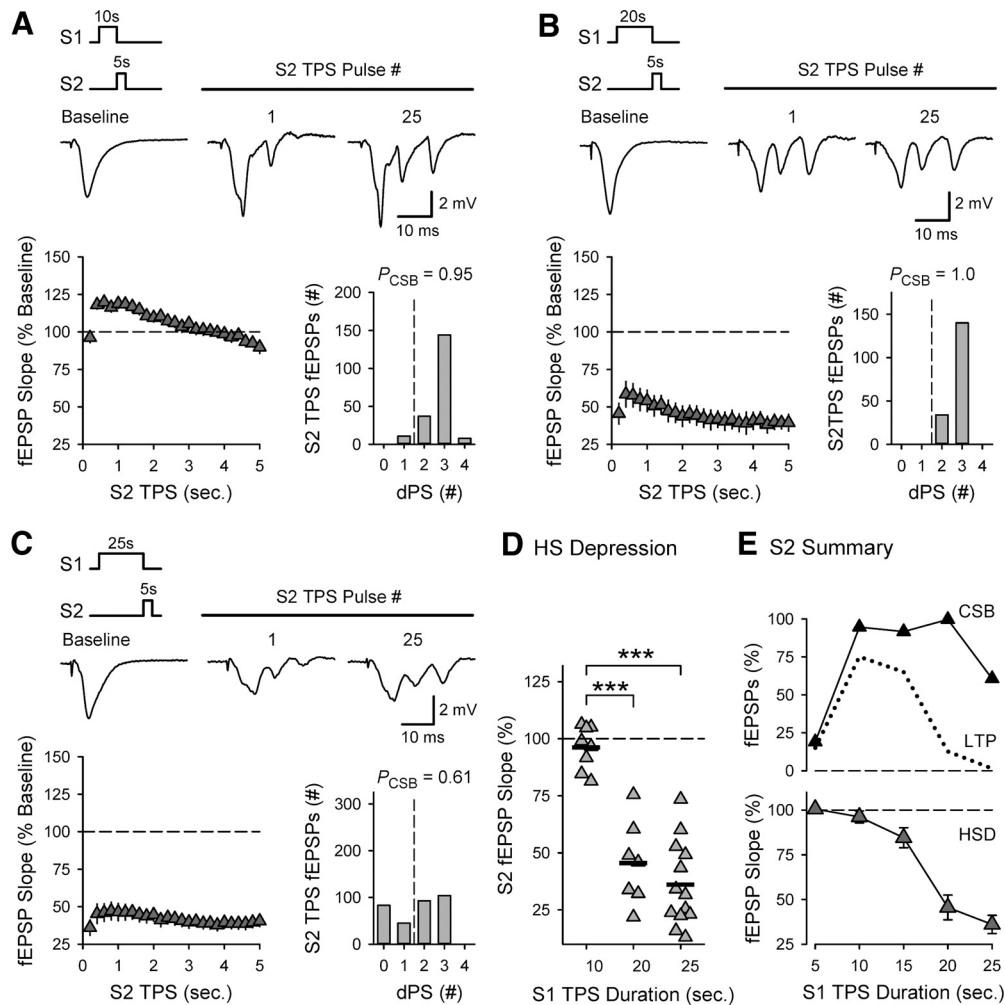 A
10s
S1
5s
S2
S2 TPS Pulse #
Baseline
1
25
2 mV
10 ms
fEPSP Slope (% Baseline)
150
125
100
75
50
25
0 1 2 3 4 5
S2 TPS (sec.)
PCSB = 0.95
S2 TPS fEPSPs (#)
200
150
100
50
0
0 1 2 3 4
dPS (#)
B
20s
S1
5s
S2
S2 TPS Pulse #
Baseline
1
25
2 mV
10 ms
fEPSP Slope (% Baseline)
150
125
100
75
50
25
0 1 2 3 4 5
S2 TPS (sec.)
PCSB = 1.0
S2TPS fEPSPs (#)
150
100
50
0
0 1 2 3 4
dPS (#)
C
25s
S1
5s
S2
S2 TPS Pulse #
Baseline
1
25
2 mV
10 ms
fEPSP Slope (% Baseline)
150
125
100
75
50
25
0 1 2 3 4 5
S2 TPS (sec.)
PCSB = 0.61
S2 TPS fEPSPs (#)
300
200
100
0
0 1 2 3 4
dPS (#)
D HS Depression
S2 fEPSP Slope (%)
125
100
75
50
25
***
***
10 20 25
S1 TPS Duration (sec.)
E S2 Summary
fEPSPs (%)
100
75
50
25
0
CSB
LTP
fEPSP Slope (%)
100
75
50
25
HSD
5 10 15 20 25
S1 TPS Duration (sec.)